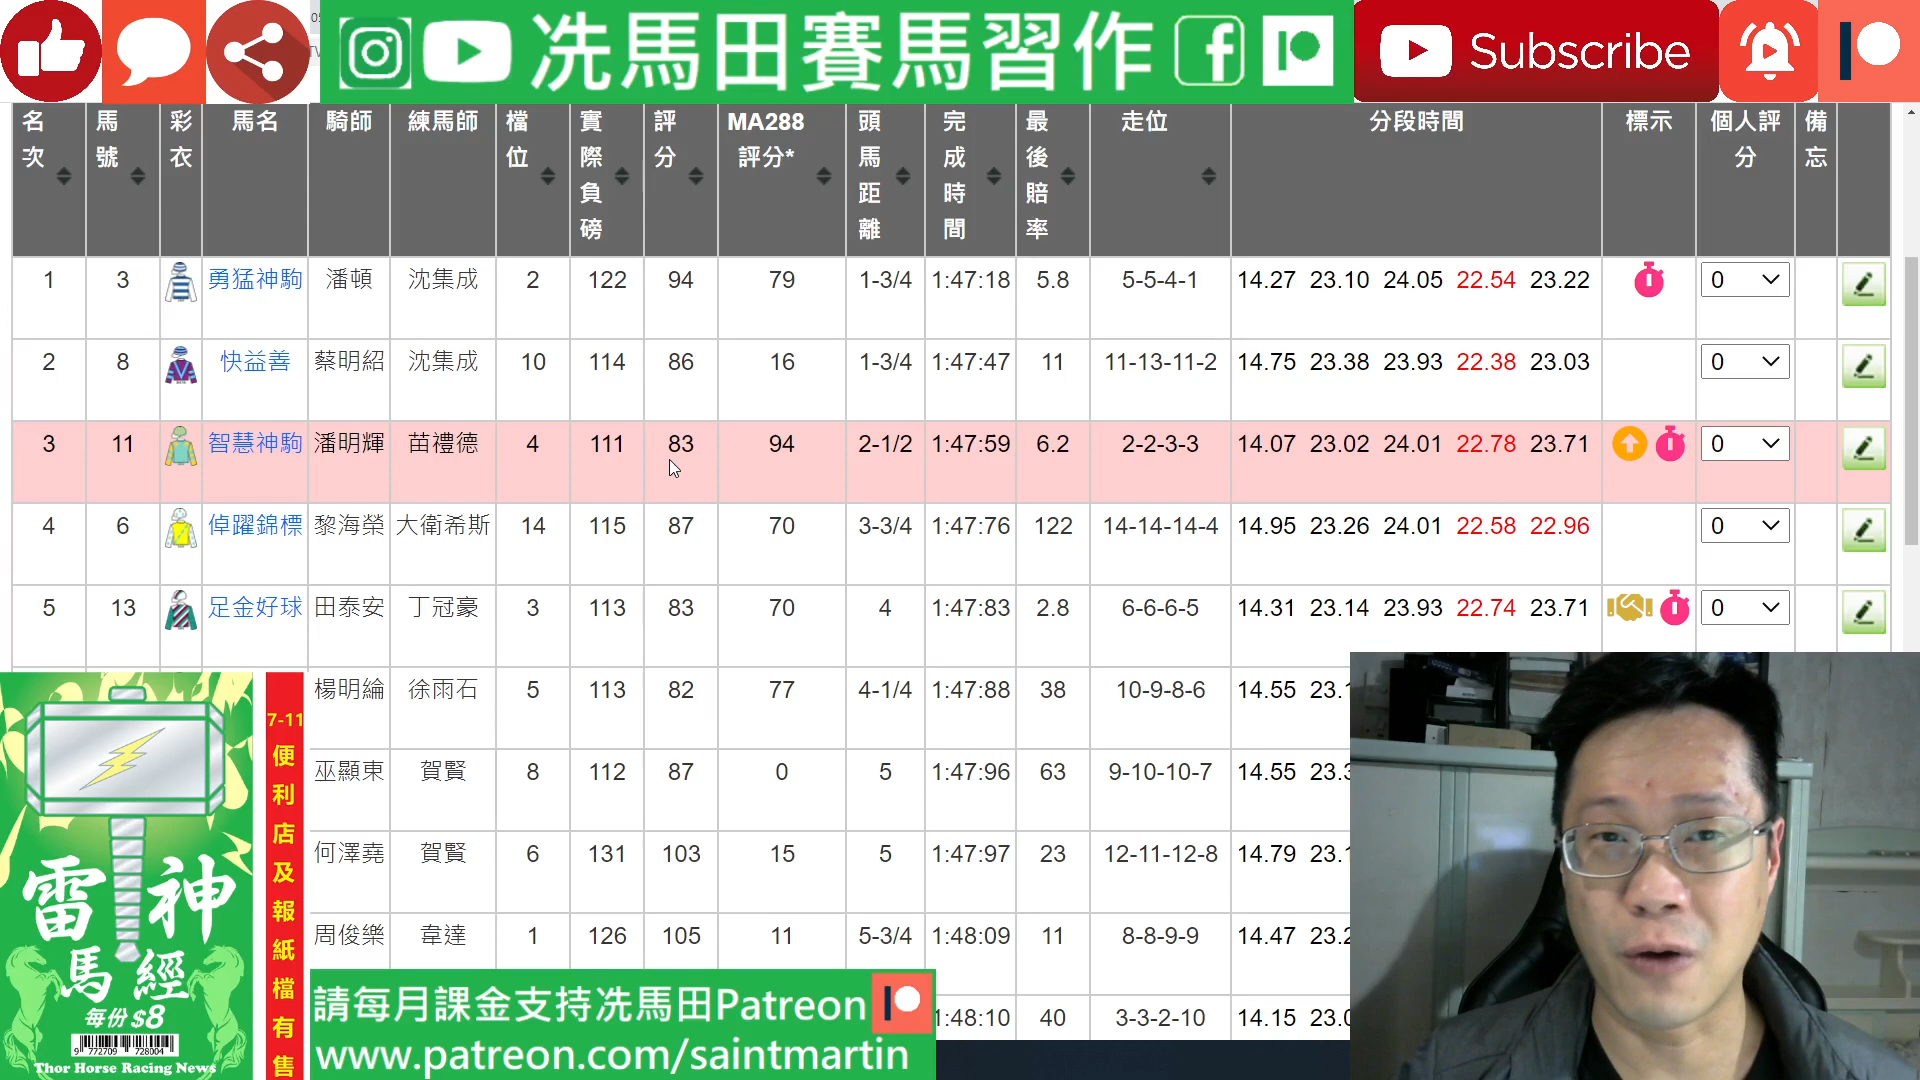 冼馬田賽馬習作
Subscribe
名次 馬號 彩衣 馬名 騎師 練馬師 檔位 實際負磅 評分 MA288評分* 頭馬距離 完成時間 最後賠率 走位 分段時間 標示 個人評分 備忘
1 3 勇猛神駒 潘頓 沈集成 2 122 94 79 1-3/4 1:47:18 5.8 5-5-4-1 14.27 23.10 24.05 22.54 23.22 0
2 8 快益善 蔡明紹 沈集成 10 114 86 16 1-3/4 1:47:47 11 11-13-11-2 14.75 23.38 23.93 22.38 23.03 0
3 11 智慧神駒 潘明輝 苗禮德 4 111 83 94 2-1/2 1:47:59 6.2 2-2-3-3 14.07 23.02 24.01 22.78 23.71 0
4 6 倬躍錦標 黎海榮 大衛希斯 14 115 87 70 3-3/4 1:47:76 122 14-14-14-4 14.95 23.26 24.01 22.58 22.96 0
5 13 足金好球 田泰安 丁冠豪 3 113 83 70 4 1:47:83 2.8 6-6-6-5 14.31 23.14 23.93 22.74 23.71 0
楊明綸 徐雨石 5 113 82 77 4-1/4 1:47:88 38 10-9-8-6 14.55
巫顯東 賀賢 8 112 87 0 5 1:47:96 63 9-10-10-7 14.55
何澤堯 賀賢 6 131 103 15 5 1:47:97 23 12-11-12-8 14.79
周俊樂 韋達 1 126 105 11 5-3/4 1:48:09 11 8-8-9-9 14.47
1:48:10 40 3-3-2-10 14.15
雷神馬經
每份$8
9 772709 728004
Thor Horse Racing News
7-11便利店及報紙檔有售
請每月課金支持冼馬田Patreon
www.patreon.com/saintmartin